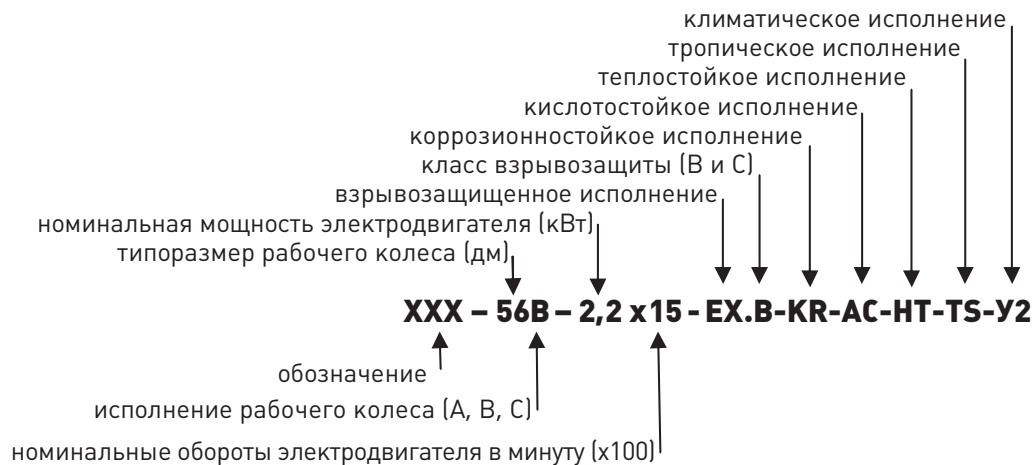 климатическое исполнение
тропическое исполнение
теплостойкое исполнение
кислотостойкое исполнение
коррозионностойкое исполнение
класс взрывозащиты (В и С)
взрывозащищенное исполнение
номинальная мощность электродвигателя (кВт)
типоразмер рабочего колеса (дм)
XXX – 56B – 2,2 x15 - EX.B-KR-AC-HT-TS-У2
обозначение
исполнение рабочего колеса (А, В, С)
номинальные обороты электродвигателя в минуту (х100)